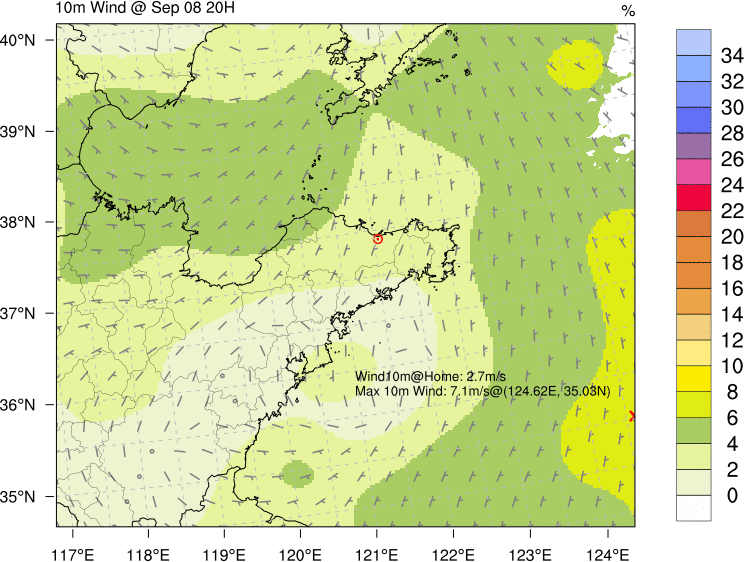 10m Wind @ Sep 08 20H
%
40°N
39°N
38°N
37°N
36°N
35°N
Wind10m@Home: 2.7m/s
Max 10m Wind: 7.1m/s@(124.62E, 35.03N)
117°E 118°E 119°E 120°E 121°E 122°E 123°E 124°E
34
32
30
28
26
24
22
20
18
16
14
12
10
8
6
4
2
0